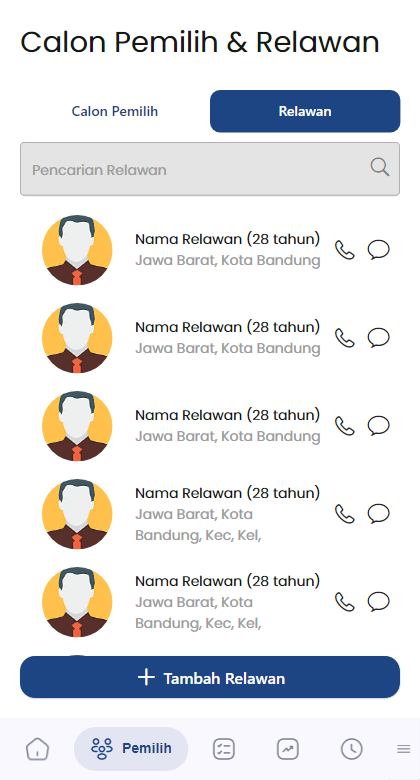 Calon Pemilih & Relawan
Calon Pemilih
Relawan
Pencarian Relawan
Nama Relawan (28 tahun)
Jawa Barat, Kota Bandung
Nama Relawan (28 tahun)
Jawa Barat, Kota Bandung
Nama Relawan (28 tahun)
Jawa Barat, Kota Bandung
Nama Relawan (28 tahun)
Jawa Barat, Kota
Bandung, Kec, Kel,
Nama Relawan (28 tahun)
Jawa Barat, Kota
Bandung, Kec, Kel,
Tambah Relawan
Pemilih